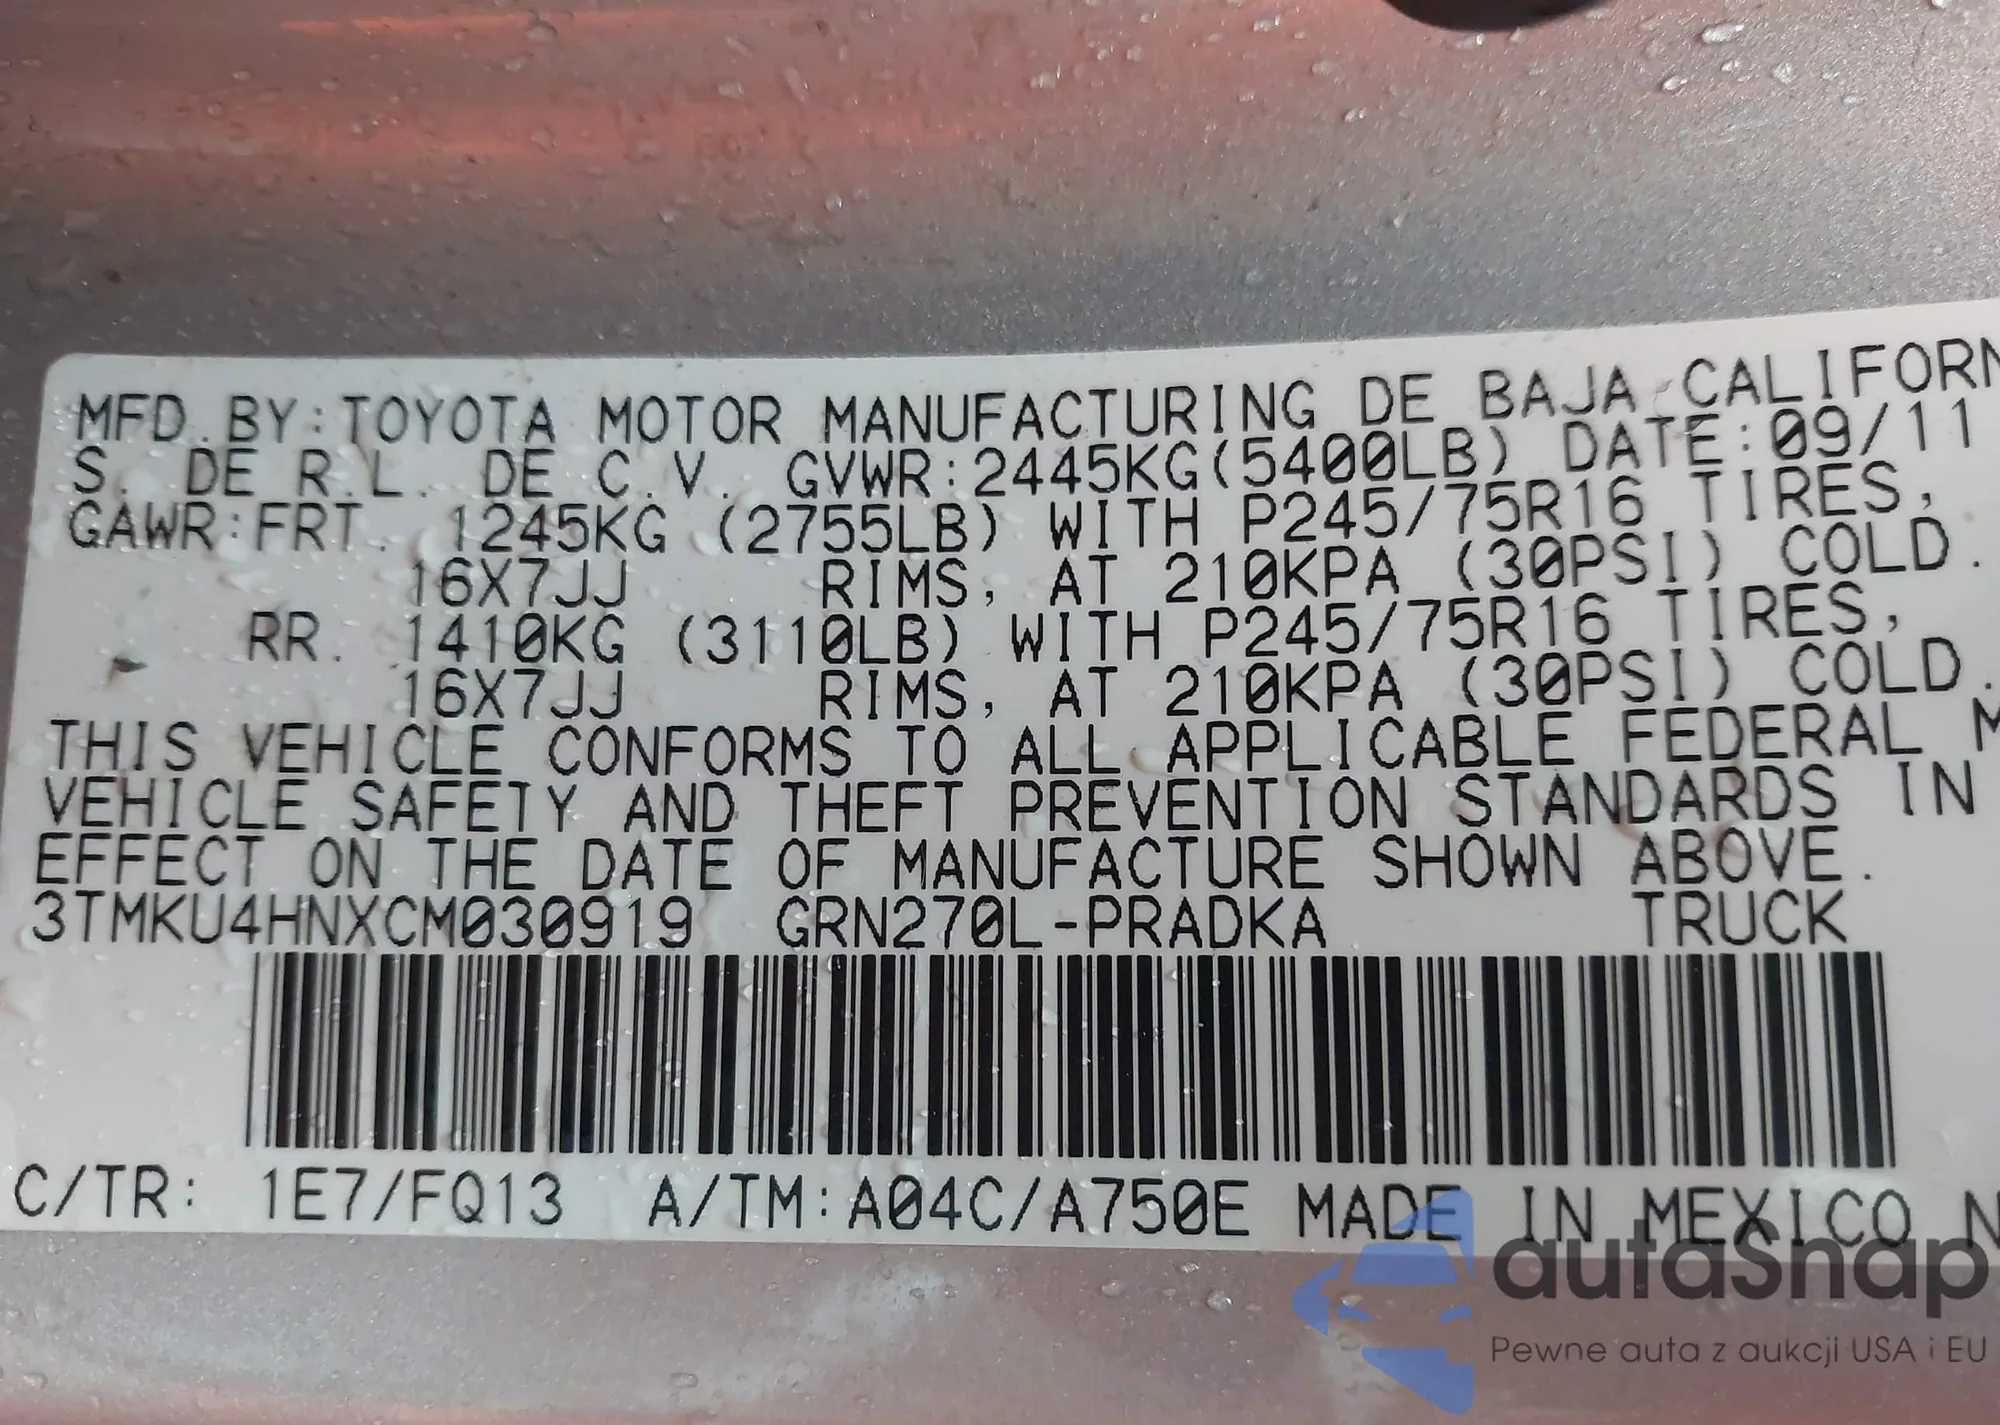 MFD.BY:TOYOTA MOTOR MANUFACTURING DE BAJA CALIFORN
S. DE R.L. DE C.V. GVWR:2445KG(5400LB) DATE:09/11
GAWR:FRT. 1245KG (2755LB) WITH P245/75R16 TIRES,
16X7JJ RIMS, AT 210KPA (30PSI) COLD.
RR. 1410KG (3110LB) WITH P245/75R16 TIRES,
16X7JJ RIMS, AT 210KPA (30PSI) COLD.
THIS VEHICLE CONFORMS TO ALL APPLICABLE FEDERAL M
VEHICLE SAFETY AND THEFT PREVENTION STANDARDS IN
EFFECT ON THE DATE OF MANUFACTURE SHOWN ABOVE.
3TMKU4HNXCM030919 GRN270L-PRADKA TRUCK
C/TR: 1E7/FQ13 A/TM:A04C/A750E MADE IN MEXICO N
autasnap
Pewne auta z aukcji USA i EU